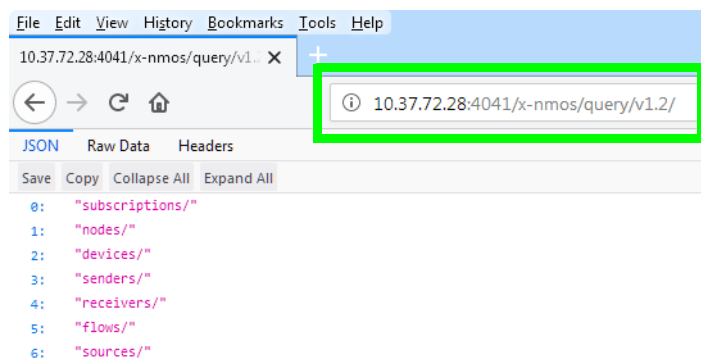 File Edit View History Bookmarks Tools Help
10.37.72.28:4041/x-nmos/query/v1.2
10.37.72.28:4041/x-nmos/query/v1.2/
JSON Raw Data Headers
Save Copy Collapse All Expand All
0: "subscriptions/"
1: "nodes/"
2: "devices/"
3: "senders/"
4: "receivers/"
5: "flows/"
6: "sources/"